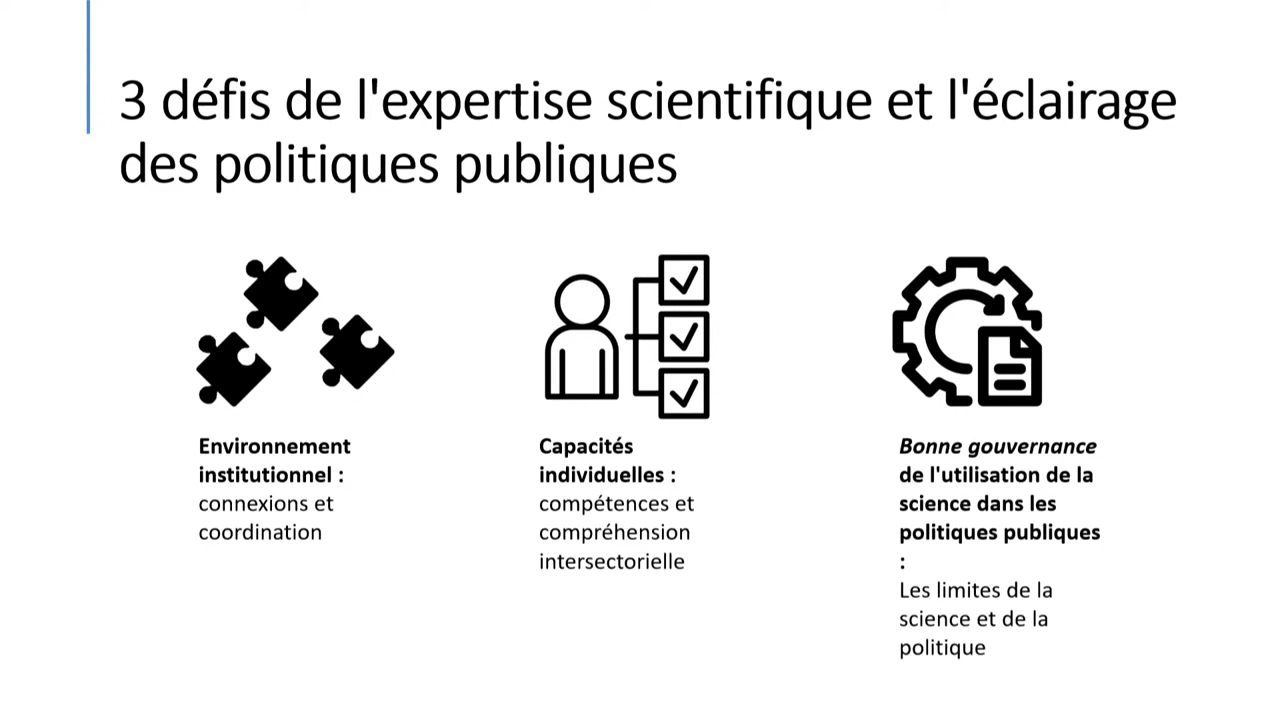 3 défis de l'expertise scientifique et l'éclairage
des politiques publiques
Environnement
institutionnel :
connexions et
coordination
Capacités
individuelles :
compétences et
compréhension
intersectorielle
Bonne gouvernance
de l'utilisation de la
science dans les
politiques publiques
:
Les limites de la
science et de la
politique